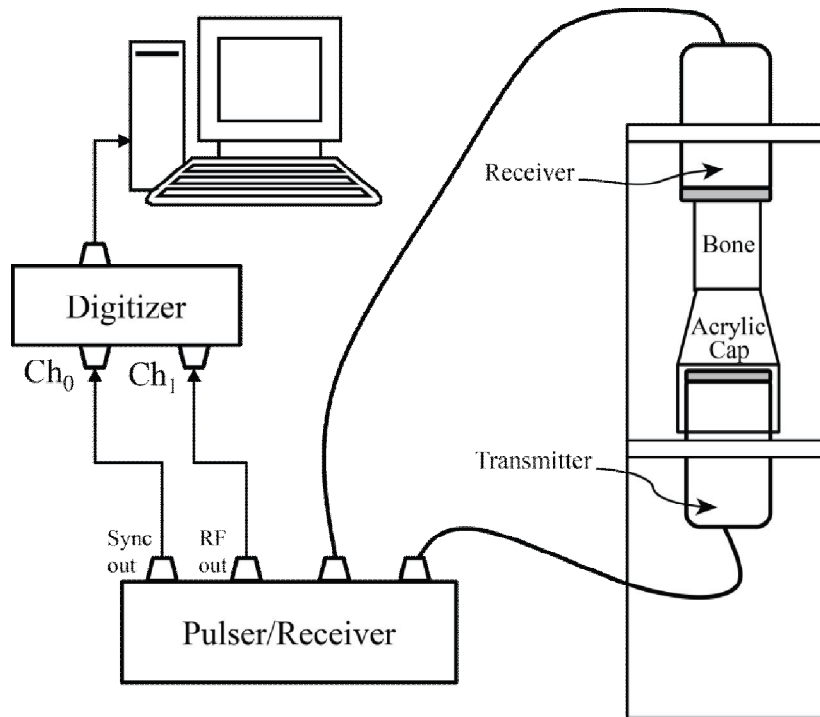 Receiver
Bone
Digitizer
Acrylic
Cap
Ch₀
Ch₁
Transmitter
Sync
out
RF
out
Pulser/Receiver